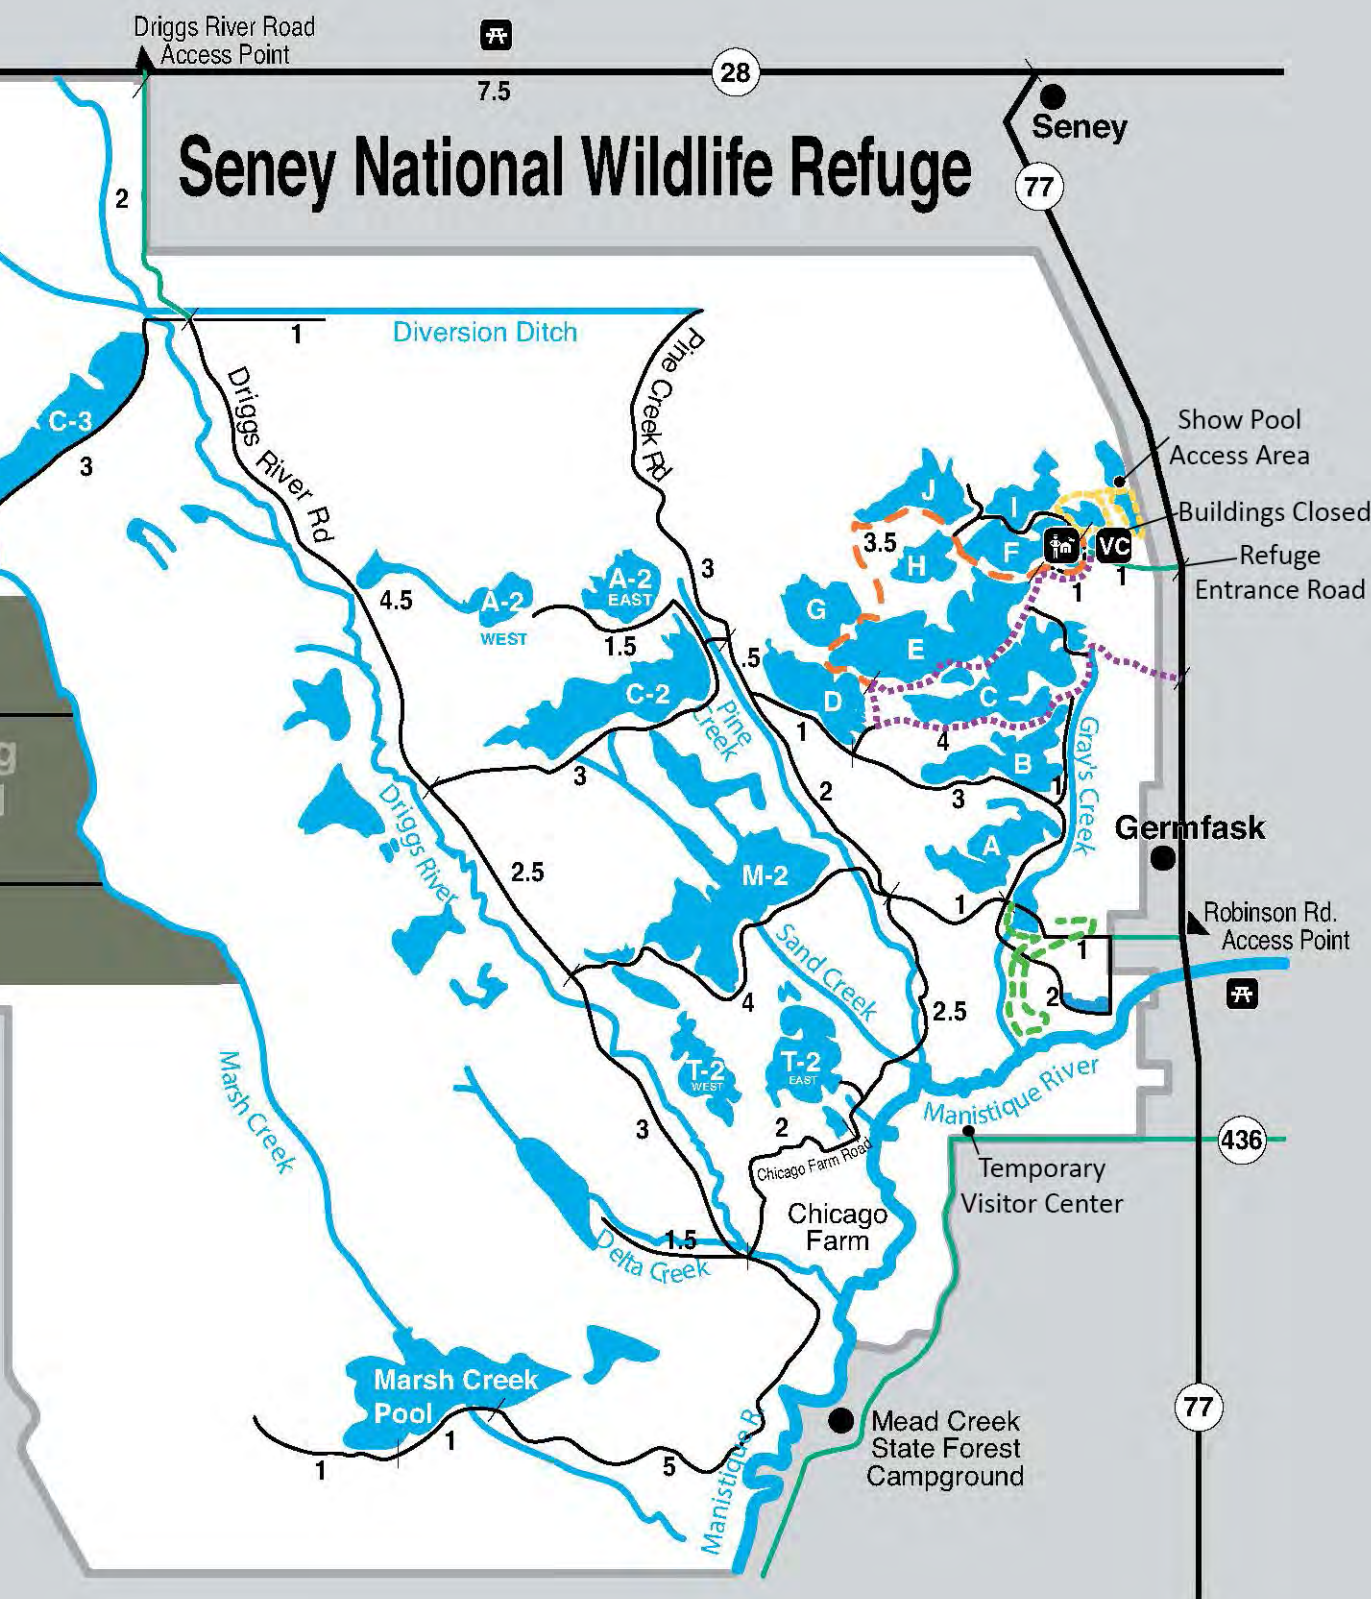 Driggs River Road
Access Point
28
7.5
Seney
Seney National Wildlife Refuge
77
2
1
Diversion Ditch
Pine Creek Rd
Driggs River Rd
C-3
3
Show Pool
Access Area
J
I
Buildings Closed
3.5
H
F
VC
1
Refuge
Entrance Road
1
3
A-2
EAST
4.5
A-2
WEST
1.5
G
E
.5
C-2
D
C
Pine
Creek
1
4
Gray's Creek
B
3
2
3
1
Driggs River
Germfask
A
2.5
M-2
1
Robinson Rd.
Access Point
1
Sand Creek
4
2
2.5
T-2
WEST
T-2
EAST
Marsh Creek
Manistique River
3
2
Chicago Farm Road
436
Temporary
Visitor Center
Chicago
Farm
1.5
Delta Creek
Marsh Creek
Pool
1
1
5
Manistique R.
77
Mead Creek
State Forest
Campground